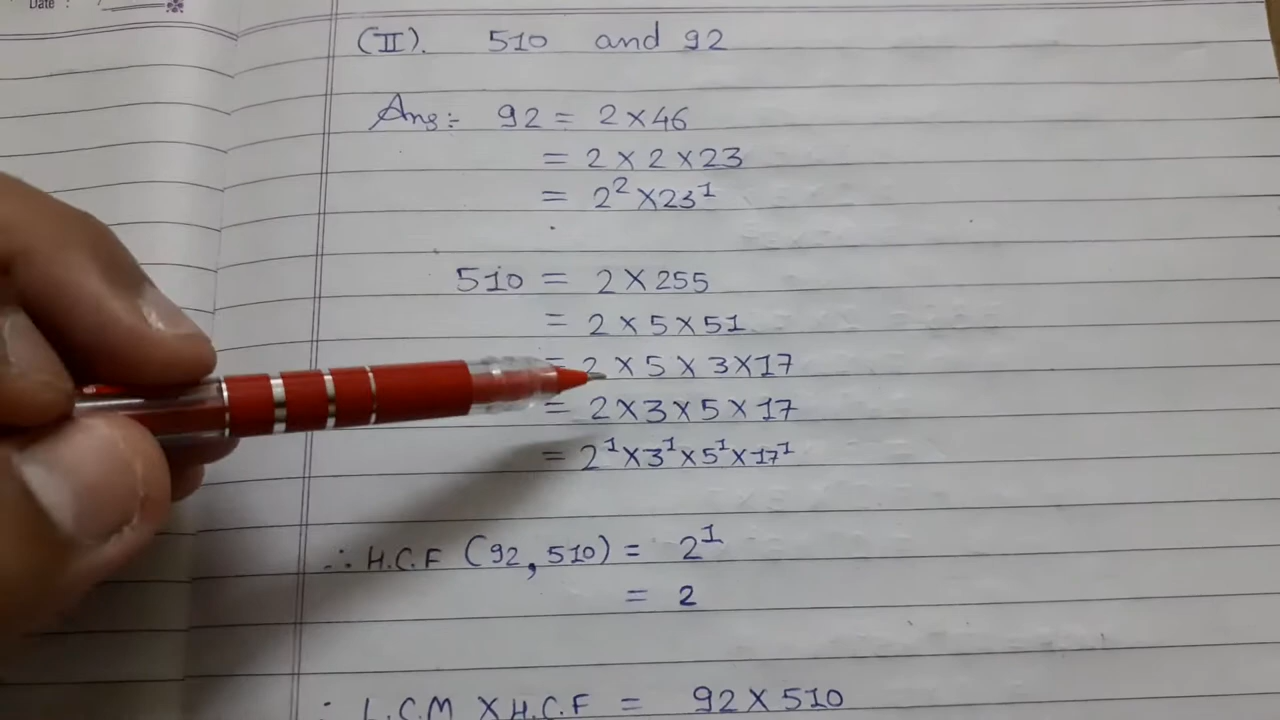 Date :
(II). 510 and 92
Ans:- 92 = 2 × 46
= 2 × 2 × 23
= 2² × 23¹
510 = 2 × 255
= 2 × 5 × 51
= 2 × 5 × 3 × 17
= 2 × 3 × 5 × 17
= 2¹ × 3¹ × 5¹ × 17¹
∴ H.C.F (92, 510) = 2¹
= 2
∴ L.C.M × H.C.F = 92 × 510